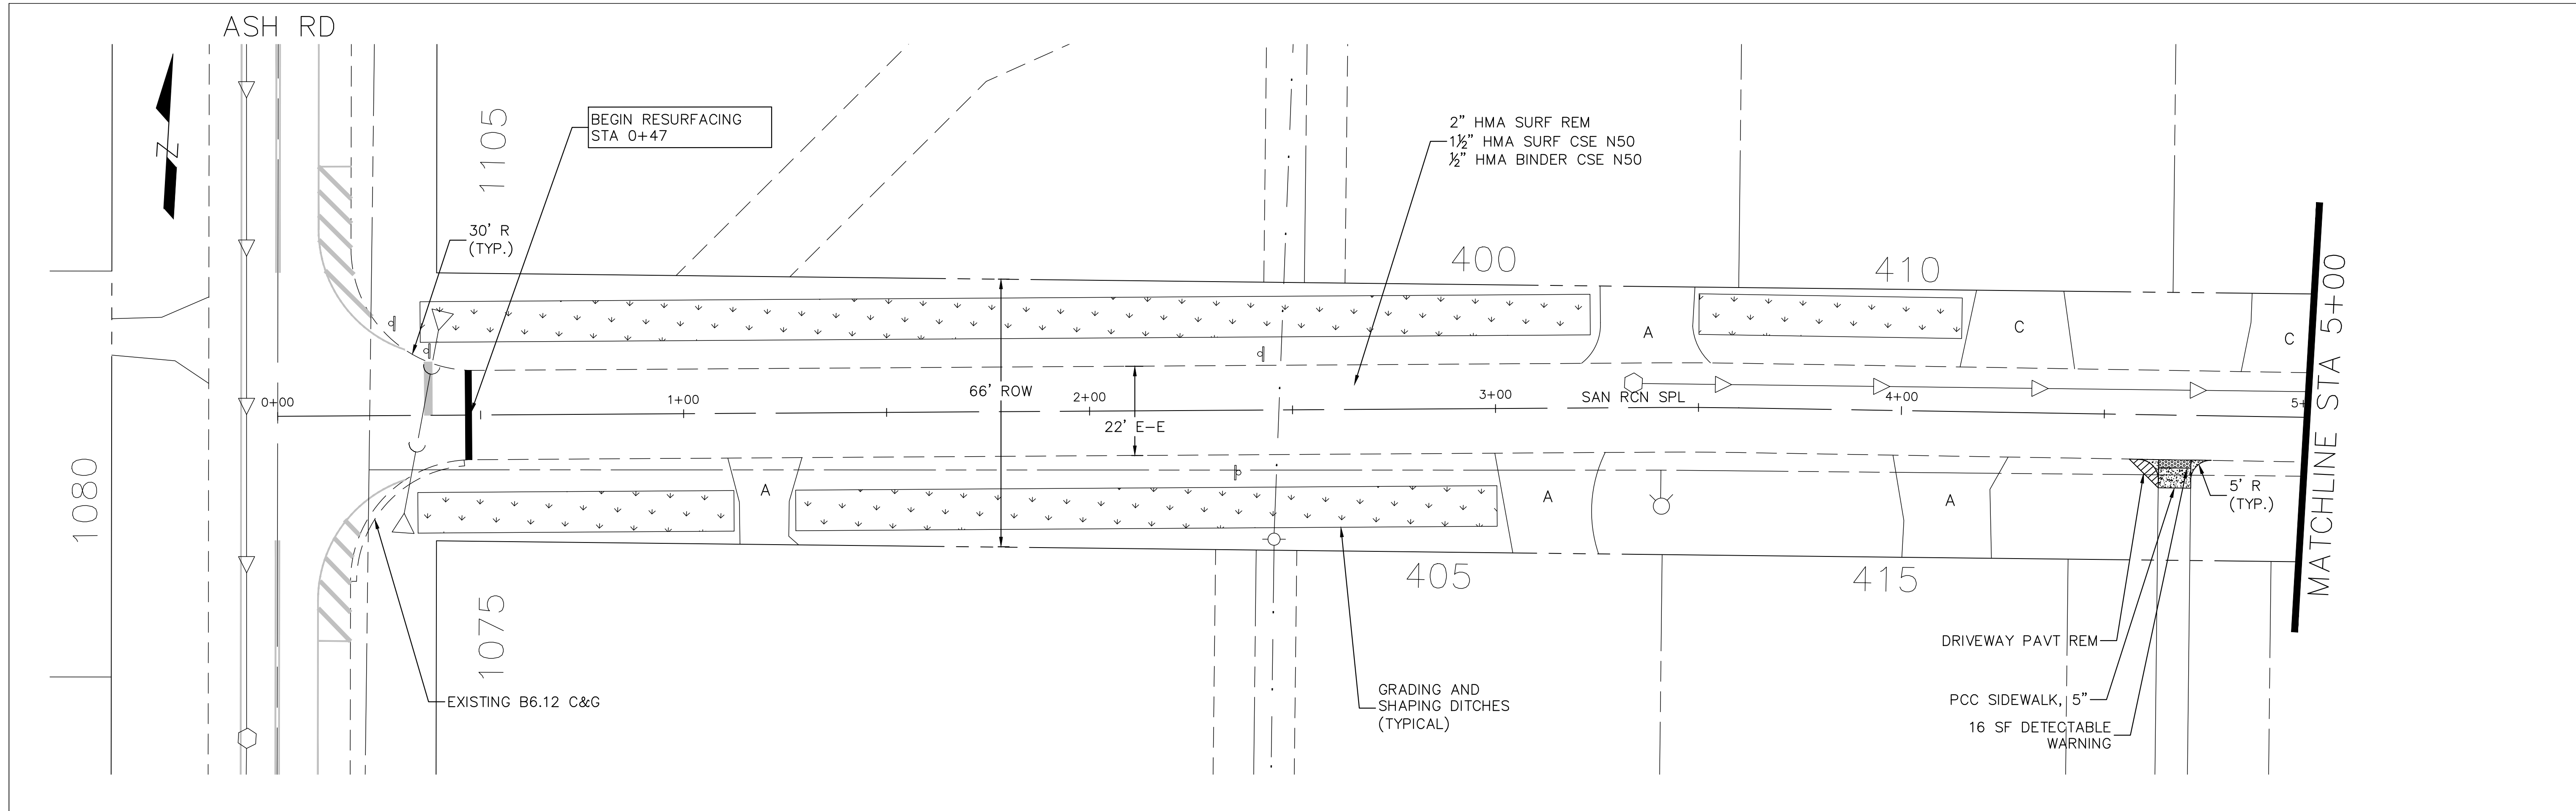 ASH RD
N
1105
BEGIN RESURFACING
STA 0+47
2" HMA SURF REM
1½" HMA SURF CSE N50
½" HMA BINDER CSE N50
30' R
(TYP.)
400
410
MATCHLINE STA 5+00
A
C
C
66' ROW
0+00
1+00
2+00
3+00
SAN RCN SPL
4+00
5+
22' E-E
1080
A
A
A
5' R
(TYP.)
405
415
1075
DRIVEWAY PAVT REM
EXISTING B6.12 C&G
GRADING AND
SHAPING DITCHES
(TYPICAL)
PCC SIDEWALK, 5"
16 SF DETECTABLE
WARNING